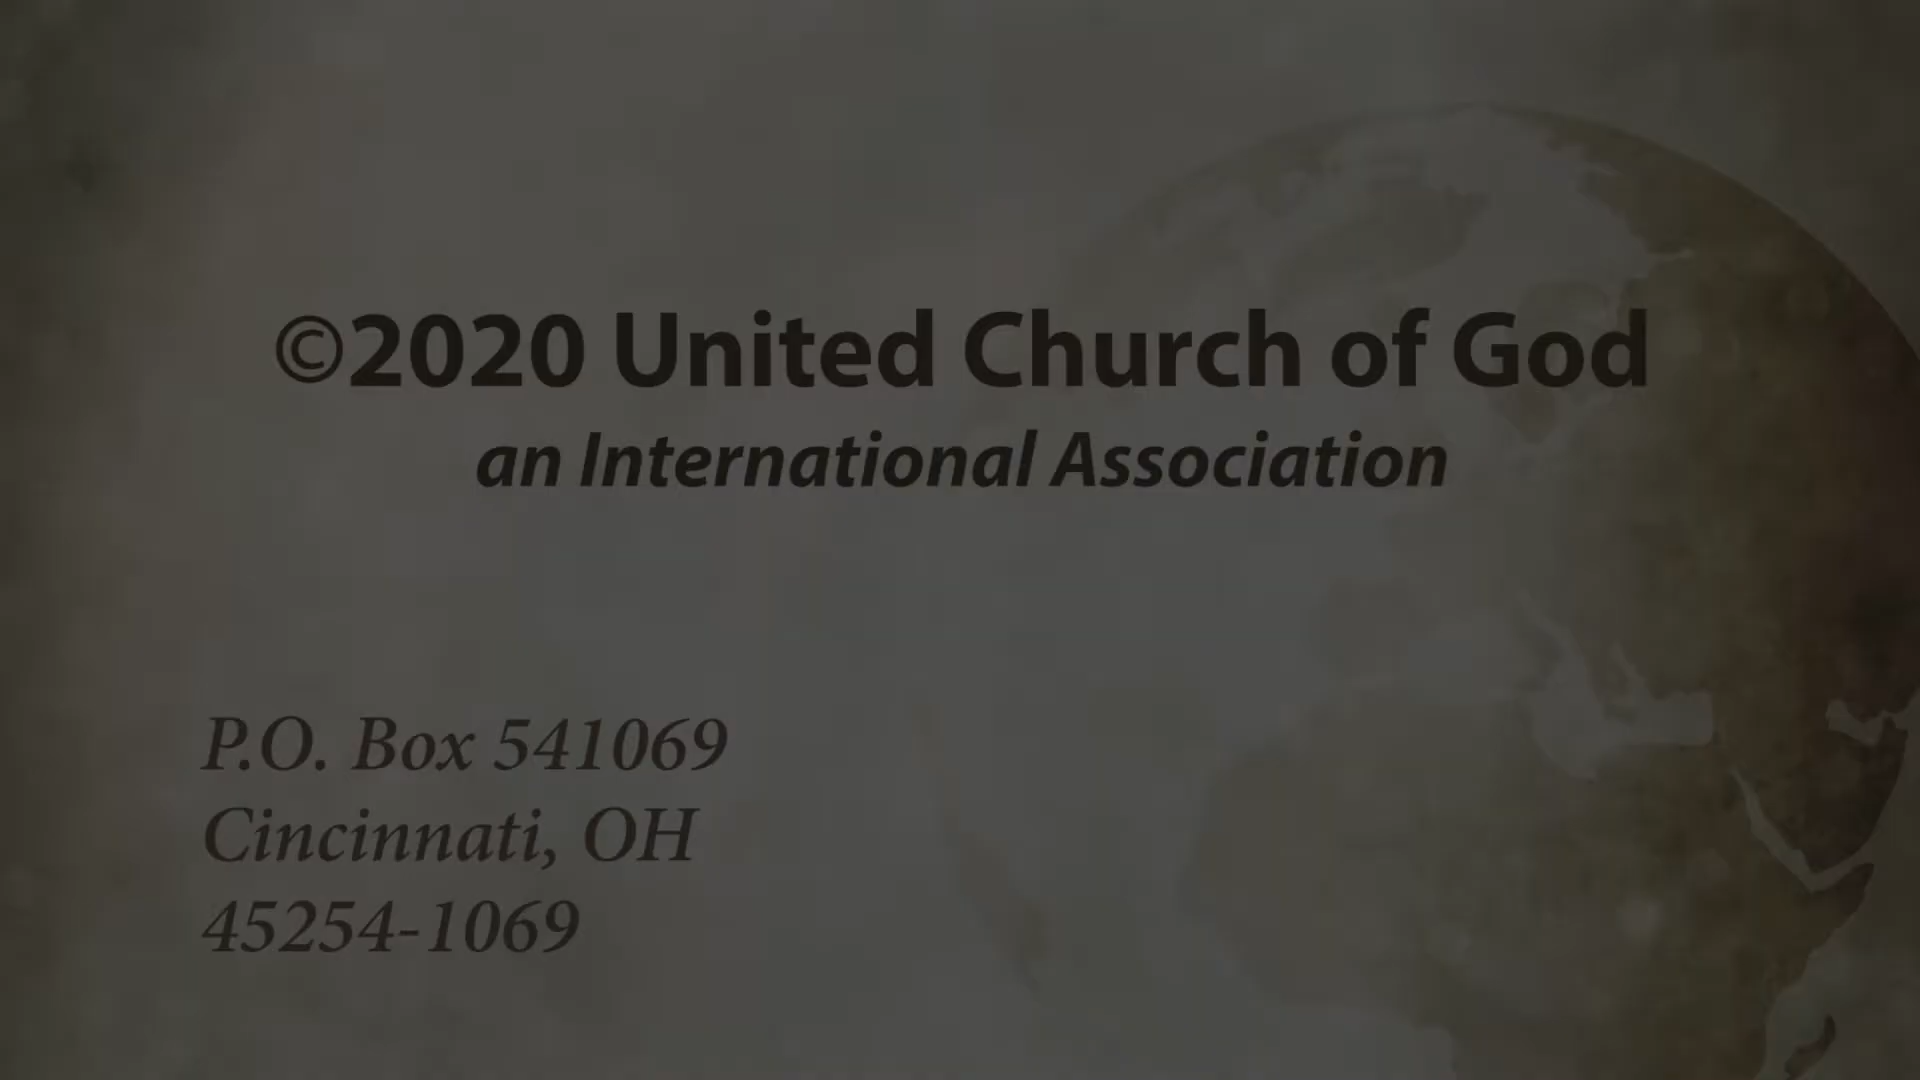 ©2020 United Church of God
an International Association
P.O. Box 541069
Cincinnati, OH
45254-1069